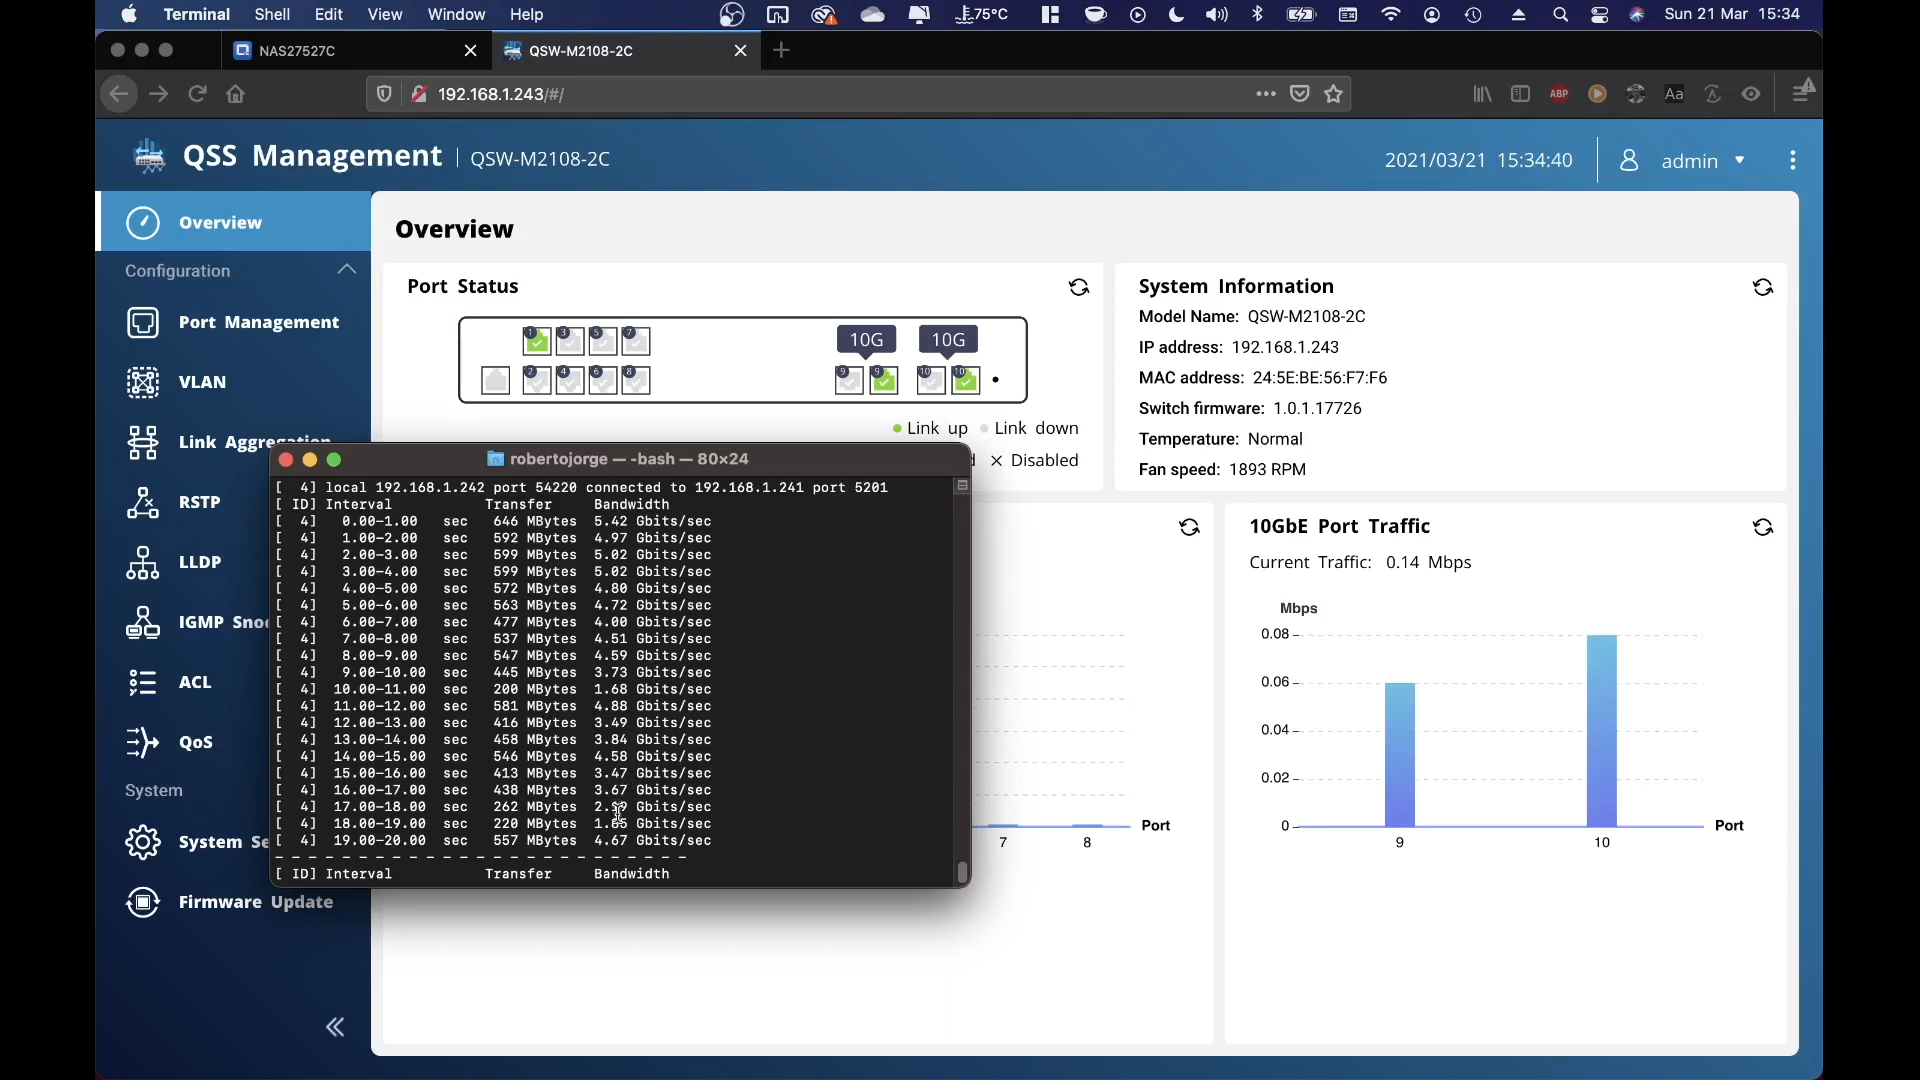 Terminal Shell Edit View Window Help 75°C Sun 21 Mar 15:34
NAS27527C
QSW-M2108-2C
192.168.1.243/#/
ABP
Aa
QSS Management
QSW-M2108-2C
2021/03/21 15:34:40
admin
Overview
Configuration
Port Management
VLAN
Link Aggregation
RSTP
LLDP
IGMP Snoo
ACL
QoS
System
System Se
Firmware Update
Overview
Port Status
1 3 5 7
10G 10G
2 4 6 8 9 9 10 10
Link up Link down
Disabled
System Information
Model Name: QSW-M2108-2C
IP address: 192.168.1.243
MAC address: 24:5E:BE:56:F7:F6
Switch firmware: 1.0.1.17726
Temperature: Normal
Fan speed: 1893 RPM
robertojorge — -bash — 80×24
[ 4] local 192.168.1.242 port 54220 connected to 192.168.1.241 port 5201
[ ID] Interval Transfer Bandwidth
[ 4] 0.00-1.00 sec 646 MBytes 5.42 Gbits/sec
[ 4] 1.00-2.00 sec 592 MBytes 4.97 Gbits/sec
[ 4] 2.00-3.00 sec 599 MBytes 5.02 Gbits/sec
[ 4] 3.00-4.00 sec 599 MBytes 5.02 Gbits/sec
[ 4] 4.00-5.00 sec 572 MBytes 4.80 Gbits/sec
[ 4] 5.00-6.00 sec 563 MBytes 4.72 Gbits/sec
[ 4] 6.00-7.00 sec 477 MBytes 4.00 Gbits/sec
[ 4] 7.00-8.00 sec 537 MBytes 4.51 Gbits/sec
[ 4] 8.00-9.00 sec 547 MBytes 4.59 Gbits/sec
[ 4] 9.00-10.00 sec 445 MBytes 3.73 Gbits/sec
[ 4] 10.00-11.00 sec 200 MBytes 1.68 Gbits/sec
[ 4] 11.00-12.00 sec 581 MBytes 4.88 Gbits/sec
[ 4] 12.00-13.00 sec 416 MBytes 3.49 Gbits/sec
[ 4] 13.00-14.00 sec 458 MBytes 3.84 Gbits/sec
[ 4] 14.00-15.00 sec 546 MBytes 4.58 Gbits/sec
[ 4] 15.00-16.00 sec 413 MBytes 3.47 Gbits/sec
[ 4] 16.00-17.00 sec 438 MBytes 3.67 Gbits/sec
[ 4] 17.00-18.00 sec 262 MBytes Gbits/sec
[ 4] 18.00-19.00 sec 220 MBytes Gbits/sec
[ 4] 19.00-20.00 sec 557 MBytes 4.67 Gbits/sec
- - - - - - - - - - - - - - - - - - - - - - - - -
[ ID] Interval Transfer Bandwidth
7 8
Port
10GbE Port Traffic
Current Traffic: 0.14 Mbps
Mbps
0.08
0.06
0.04
0.02
0
9 10
Port